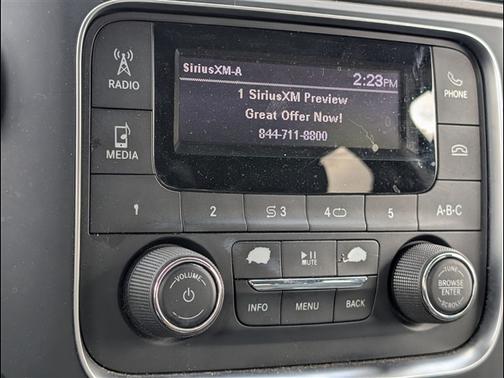 SiriusXM-A 2:23PM
1 SiriusXM Preview
Great Offer Now!
844-711-8800
RADIO
PHONE
MEDIA
1 2 3 4 5 A-B-C
VOLUME
MUTE
INFO MENU BACK
TUNE
BROWSE
ENTER
SCROLL